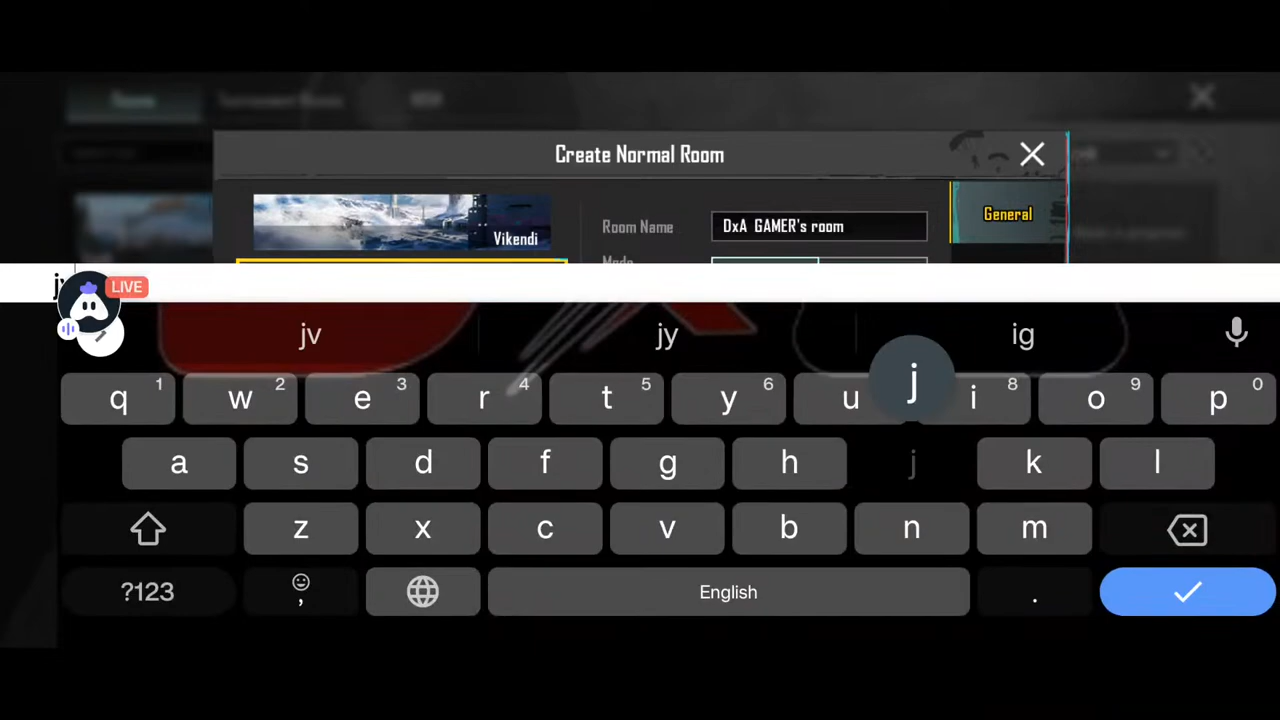 Create Normal Room
Vikendi
Room Name
DxA GAMER's room
General
Mode
LIVE
jv
jy
ig
j
q 1 w 2 e 3 r 4 t 5 y 6 u i 8 o 9 p 0
a s d f g h j k l
z x c v b n m
?123 , English .